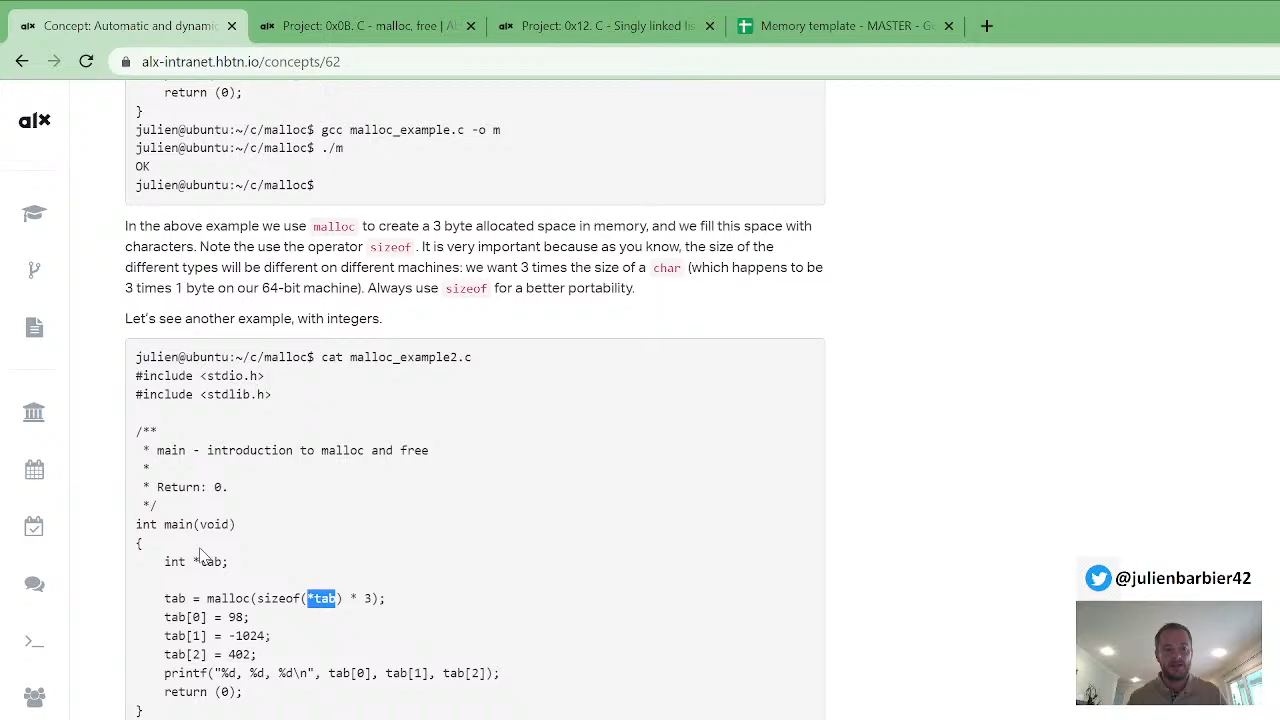 Concept: Automatic and dynamic
Project: 0x0B. C - malloc, free | Al
Project: 0x12. C - Singly linked lis
Memory template - MASTER - Go
alx-intranet.hbtn.io/concepts/62
alx
return (0);
}
julien@ubuntu:~/c/malloc$ gcc malloc_example.c -o m
julien@ubuntu:~/c/malloc$ ./m
OK
julien@ubuntu:~/c/malloc$
In the above example we use malloc to create a 3 byte allocated space in memory, and we fill this space with
characters. Note the use the operator sizeof. It is very important because as you know, the size of the
different types will be different on different machines: we want 3 times the size of a char (which happens to be
3 times 1 byte on our 64-bit machine). Always use sizeof for a better portability.
Let's see another example, with integers.
julien@ubuntu:~/c/malloc$ cat malloc_example2.c
#include <stdio.h>
#include <stdlib.h>
/**
* main - introduction to malloc and free
*
* Return: 0.
*/
int main(void)
{
int *tab;
tab = malloc(sizeof(*tab) * 3);
tab[0] = 98;
tab[1] = -1024;
tab[2] = 402;
printf("%d, %d, %d\n", tab[0], tab[1], tab[2]);
return (0);
}
@julienbarbier42